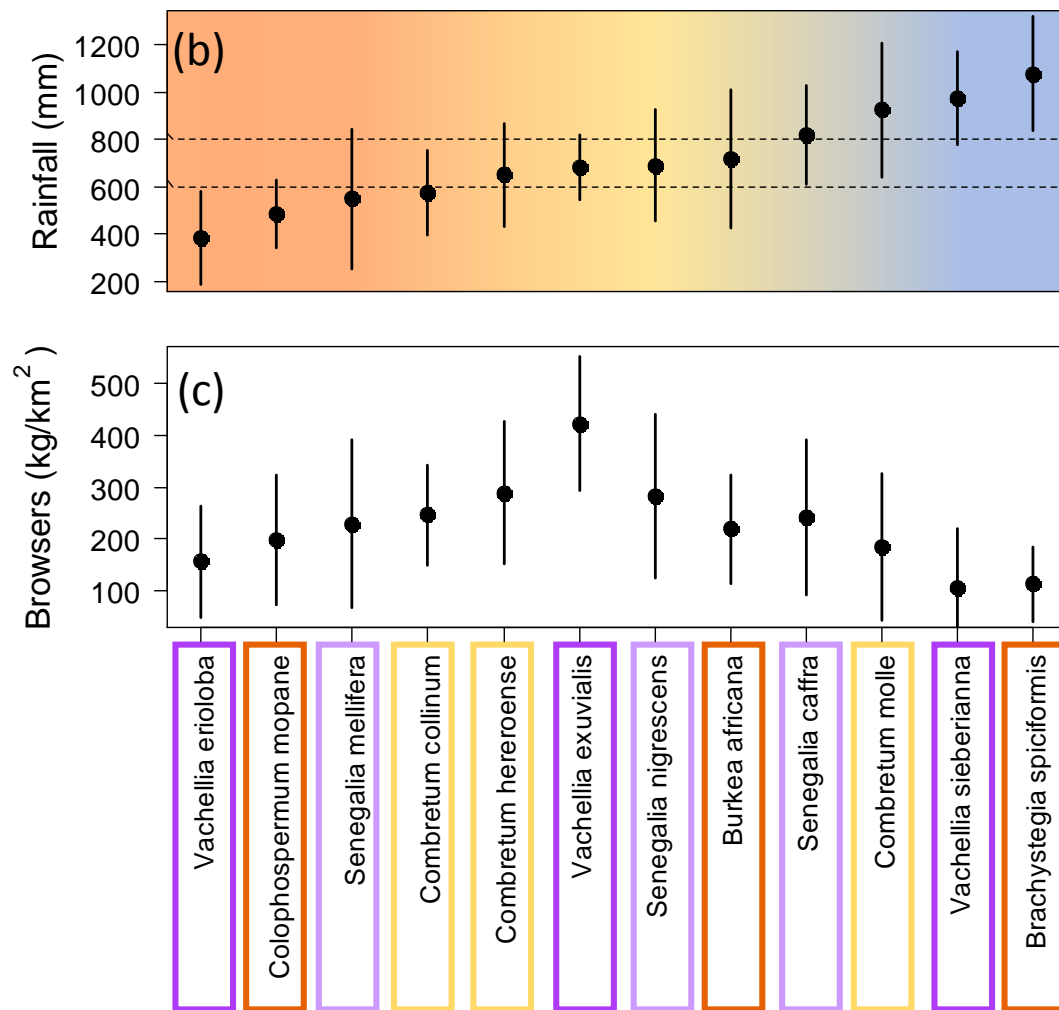 (b)
Rainfall (mm)
1200
1000
800
600
400
200
(c)
Browsers (kg/km²)
500
400
300
200
100
Vachellia erioloba
Colophospermum mopane
Senegalia mellifera
Combretum collinum
Combretum hereroense
Vachellia exuvialis
Senegalia nigrescens
Burkea africana
Senegalia caffra
Combretum molle
Vachellia sieberianna
Brachystegia spiciformis